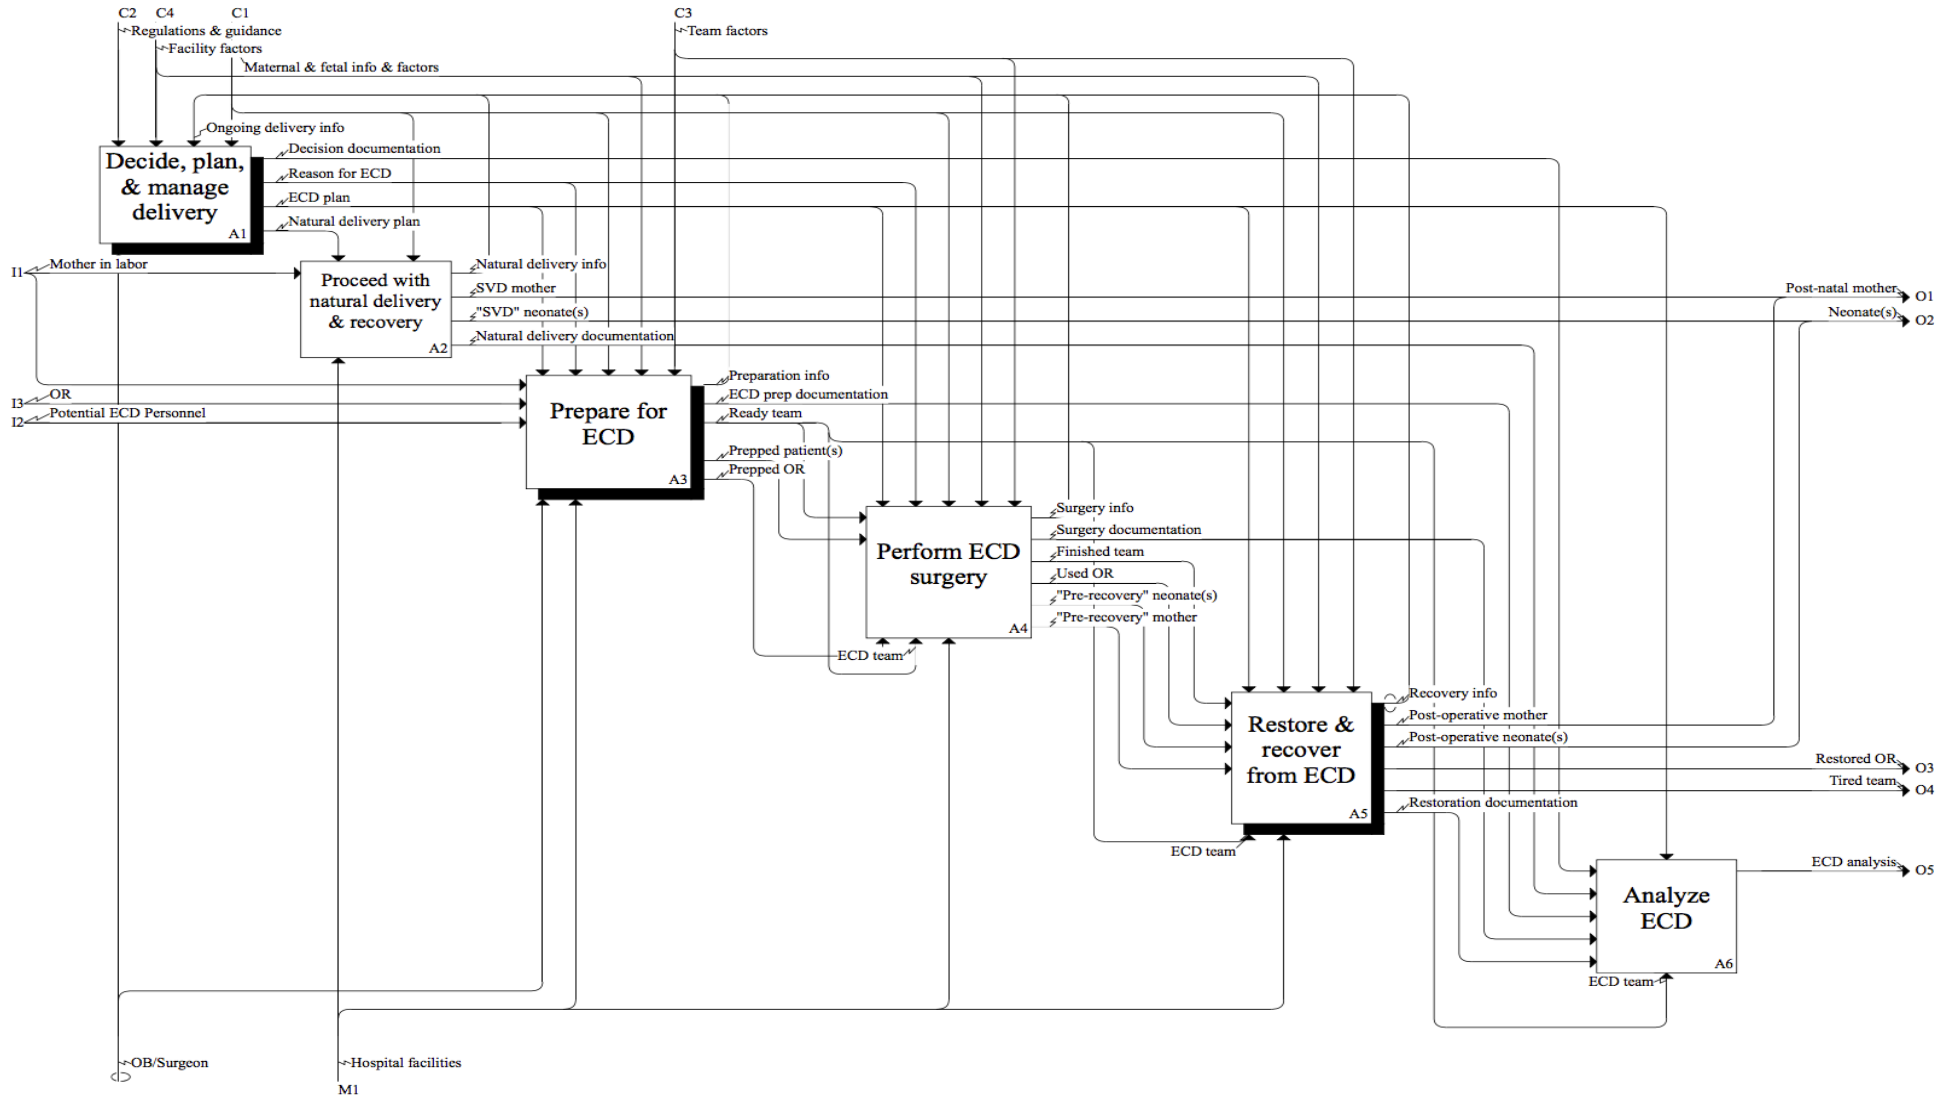 C2 C4 C1 C3
Regulations & guidance
Team factors
Facility factors
Maternal & fetal info & factors
Ongoing delivery info
Decide, plan,
& manage
delivery
A1
Decision documentation
Reason for ECD
ECD plan
Natural delivery plan
I1 Mother in labor
Proceed with
natural delivery
& recovery
A2
Natural delivery info
SVD mother
"SVD" neonate(s)
Natural delivery documentation
Post-natal mother O1
Neonate(s) O2
I3 OR
I2 Potential ECD Personnel
Prepare for
ECD
A3
Preparation info
ECD prep documentation
Ready team
Prepped patient(s)
Prepped OR
Perform ECD
surgery
A4
Surgery info
Surgery documentation
Finished team
Used OR
"Pre-recovery" neonate(s)
"Pre-recovery" mother
ECD team
Restore &
recover
from ECD
A5
Recovery info
Post-operative mother
Post-operative neonate(s)
Restored OR O3
Tired team O4
Restoration documentation
ECD team
ECD analysis O5
Analyze
ECD
A6
ECD team
OB/Surgeon
Hospital facilities
M1